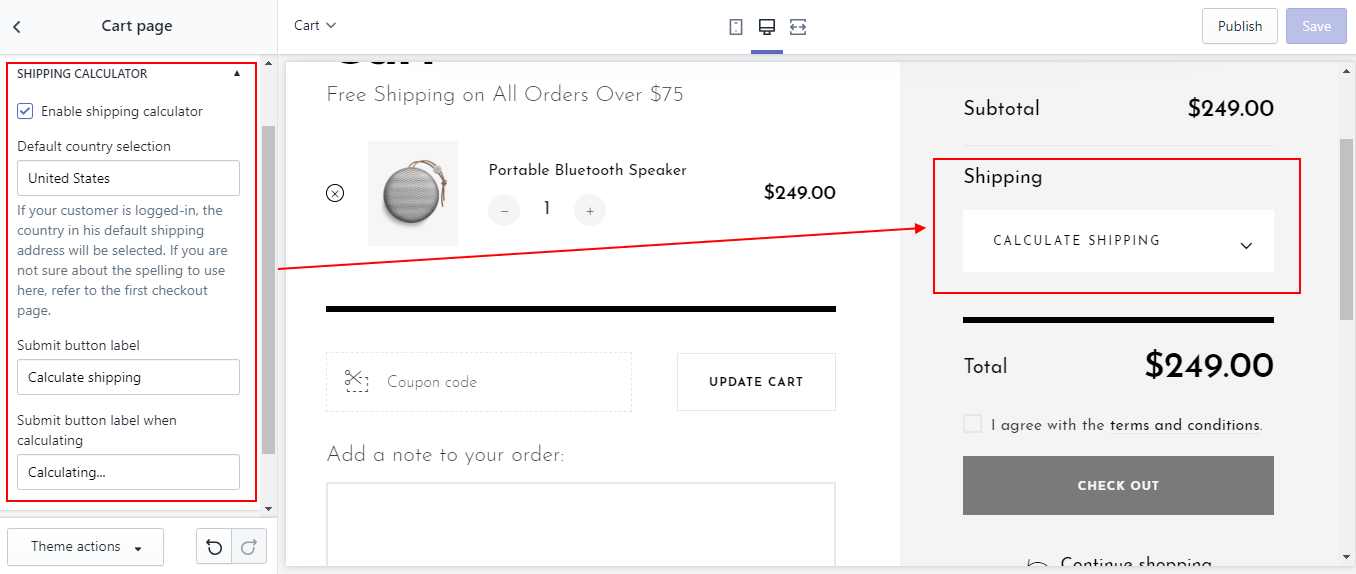 Cart page
SHIPPING CALCULATOR
Enable shipping calculator
Default country selection
United States
If your customer is logged-in, the
country in his default shipping
address will be selected. If you are
not sure about the spelling to use
here, refer to the first checkout
page.
Submit button label
Calculate shipping
Submit button label when
calculating
Calculating...
Theme actions
Cart
Publish
Save
Cart
Free Shipping on All Orders Over $75
Portable Bluetooth Speaker
− 1 +
$249.00
Coupon code
UPDATE CART
Add a note to your order:
Subtotal $249.00
Shipping
CALCULATE SHIPPING
Total $249.00
I agree with the terms and conditions.
CHECK OUT
Continue shopping